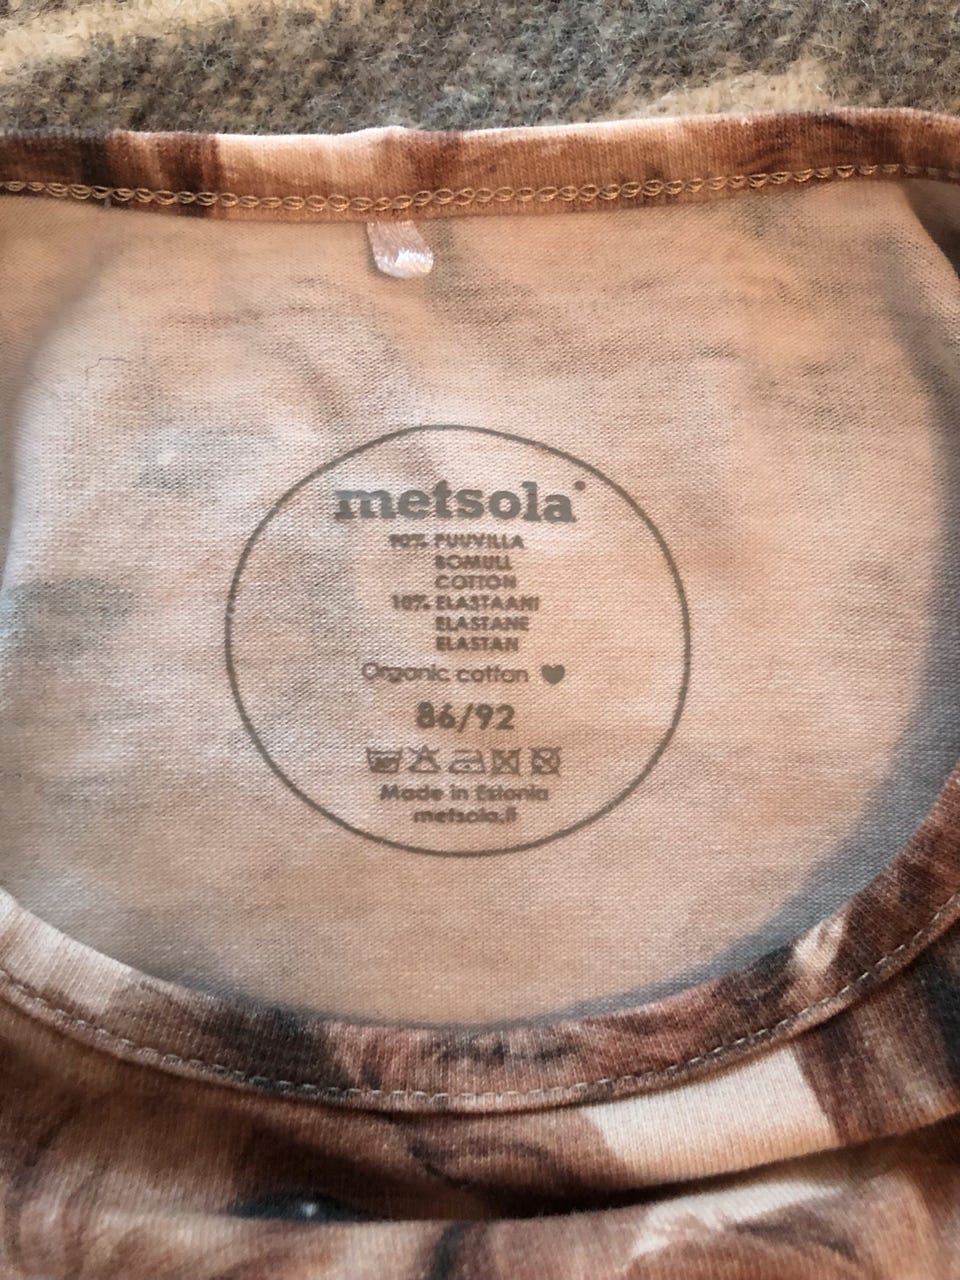 metsola
90% PUUVILLA
BOMULL
COTTON
10% ELASTAANI
ELASTANE
ELASTAN
Organic cotton ♥
86/92
Made in Estonia
metsola.fi